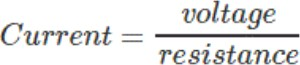 Current = voltage / resistance